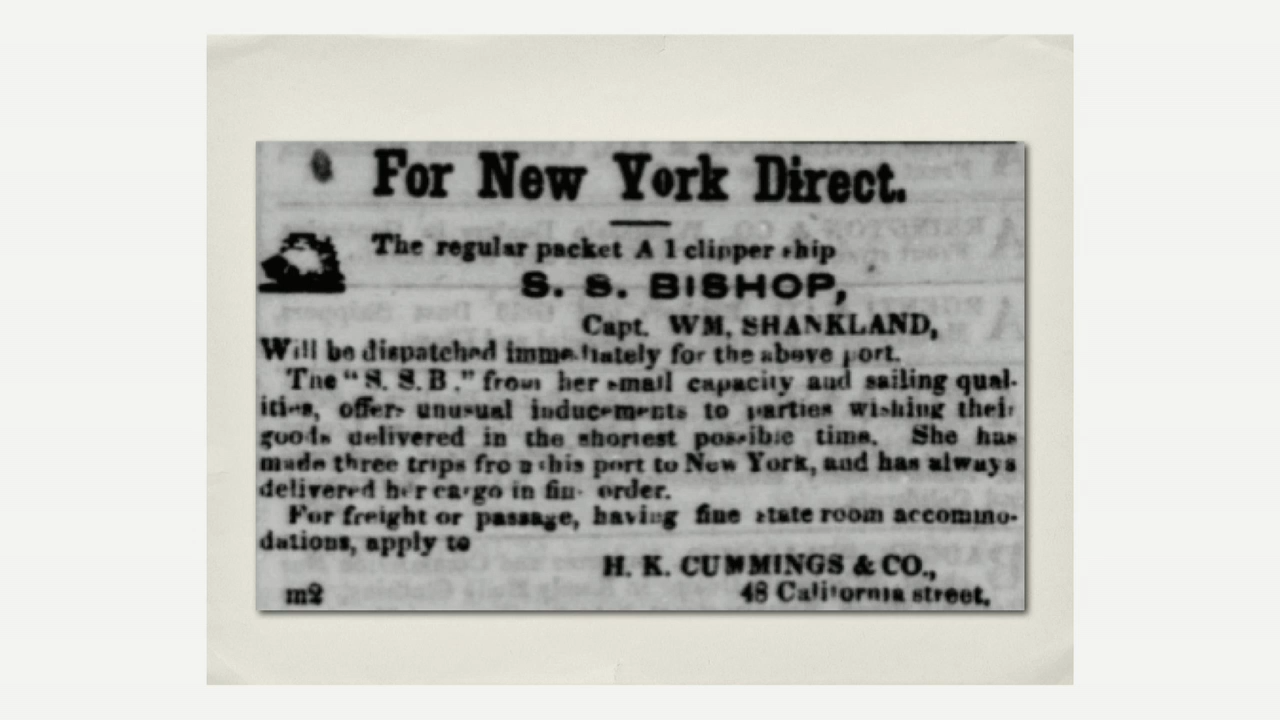 For New York Direct.
The regular packet A 1 clipper ship
S. S. BISHOP,
Capt. WM. SHANKLAND,
Will be dispatched immediately for the above port.
The "S. S. B." from her small capacity and sailing qual-
ities, offers unusual inducements to parties wishing their
goods delivered in the shortest possible time. She has
made three trips from this port to New York, and has always
delivered her cargo in fine order.
For freight or passage, having fine state room accommo-
dations, apply to
H. K. CUMMINGS & CO.,
48 California street.
m2